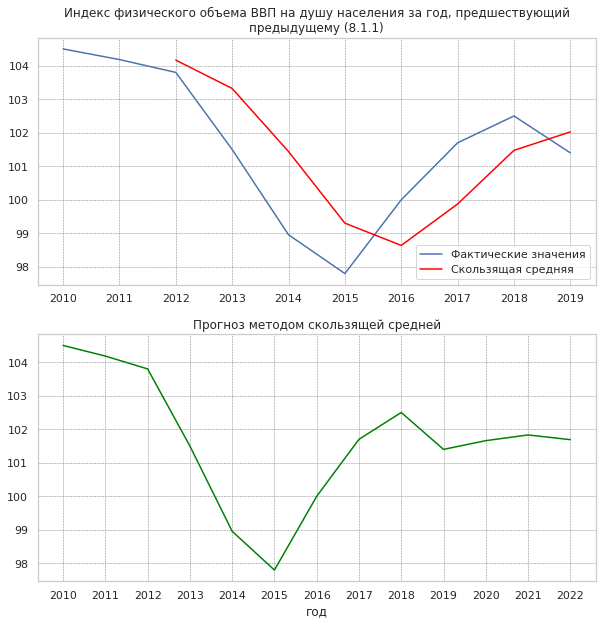 Индекс физического объема ВВП на душу населения за год, предшествующий
предыдущему (8.1.1)
104
103
102
101
100
99
98
Фактические значения
Скользящая средняя
2010 2011 2012 2013 2014 2015 2016 2017 2018 2019
Прогноз методом скользящей средней
104
103
102
101
100
99
98
2010 2011 2012 2013 2014 2015 2016 2017 2018 2019 2020 2021 2022
год